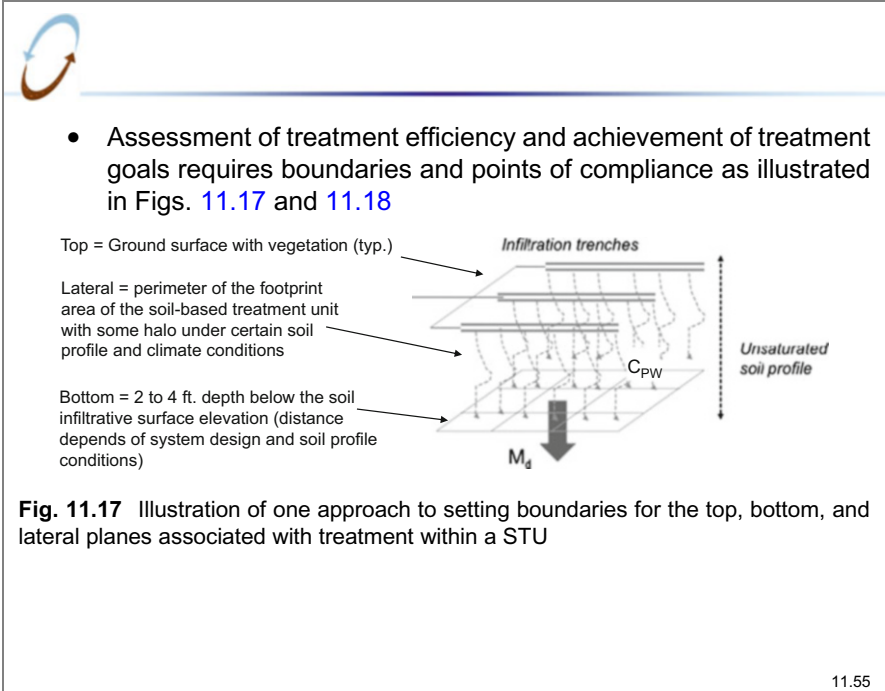 • Assessment of treatment efficiency and achievement of treatment
goals requires boundaries and points of compliance as illustrated
in Figs. 11.17 and 11.18
Top = Ground surface with vegetation (typ.)
Infiltration trenches
Lateral = perimeter of the footprint
area of the soil-based treatment unit
with some halo under certain soil
profile and climate conditions
Unsaturated
soil profile
C_PW
Bottom = 2 to 4 ft. depth below the soil
infiltrative surface elevation (distance
depends of system design and soil profile
conditions)
M_d
Fig. 11.17 Illustration of one approach to setting boundaries for the top, bottom, and
lateral planes associated with treatment within a STU
11.55